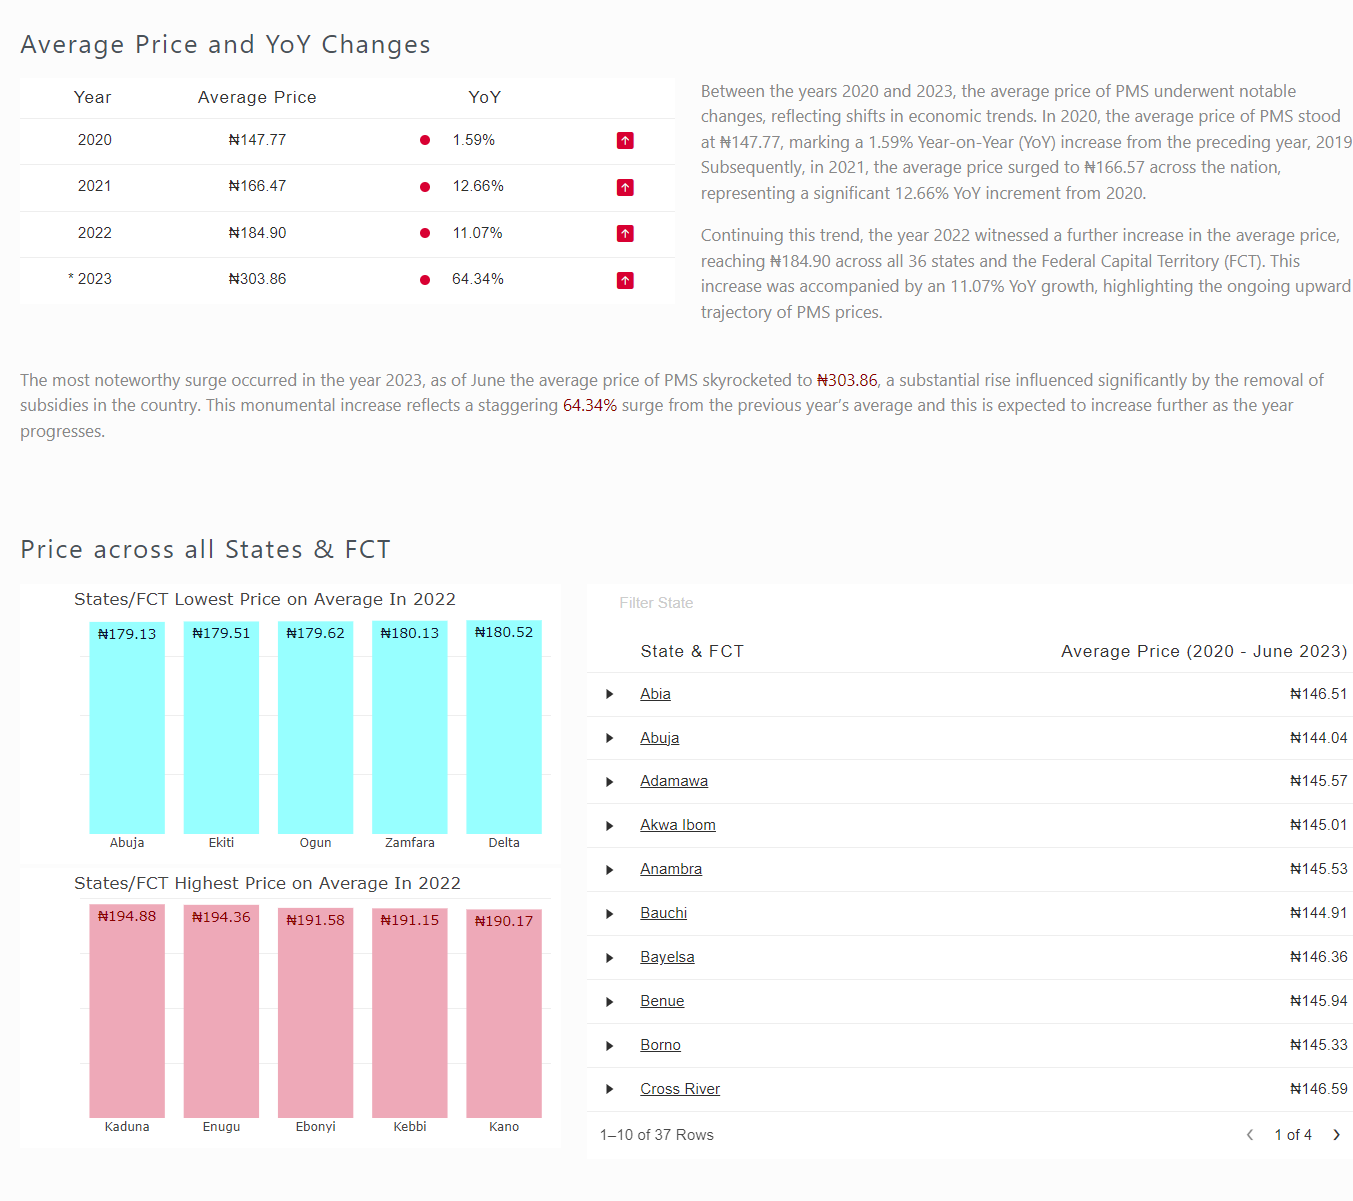 Average Price and YoY Changes
Year Average Price YoY
2020 ₦147.77 1.59%
2021 ₦166.47 12.66%
2022 ₦184.90 11.07%
* 2023 ₦303.86 64.34%
Between the years 2020 and 2023, the average price of PMS underwent notable
changes, reflecting shifts in economic trends. In 2020, the average price of PMS stood
at ₦147.77, marking a 1.59% Year-on-Year (YoY) increase from the preceding year, 2019
Subsequently, in 2021, the average price surged to ₦166.57 across the nation,
representing a significant 12.66% YoY increment from 2020.
Continuing this trend, the year 2022 witnessed a further increase in the average price,
reaching ₦184.90 across all 36 states and the Federal Capital Territory (FCT). This
increase was accompanied by an 11.07% YoY growth, highlighting the ongoing upward
trajectory of PMS prices.
The most noteworthy surge occurred in the year 2023, as of June the average price of PMS skyrocketed to ₦303.86, a substantial rise influenced significantly by the removal of
subsidies in the country. This monumental increase reflects a staggering 64.34% surge from the previous year's average and this is expected to increase further as the year
progresses.
Price across all States & FCT
States/FCT Lowest Price on Average In 2022
₦179.13 ₦179.51 ₦179.62 ₦180.13 ₦180.52
Abuja Ekiti Ogun Zamfara Delta
States/FCT Highest Price on Average In 2022
₦194.88 ₦194.36 ₦191.58 ₦191.15 ₦190.17
Kaduna Enugu Ebonyi Kebbi Kano
Filter State
State & FCT Average Price (2020 - June 2023)
Abia ₦146.51
Abuja ₦144.04
Adamawa ₦145.57
Akwa Ibom ₦145.01
Anambra ₦145.53
Bauchi ₦144.91
Bayelsa ₦146.36
Benue ₦145.94
Borno ₦145.33
Cross River ₦146.59
1–10 of 37 Rows 1 of 4